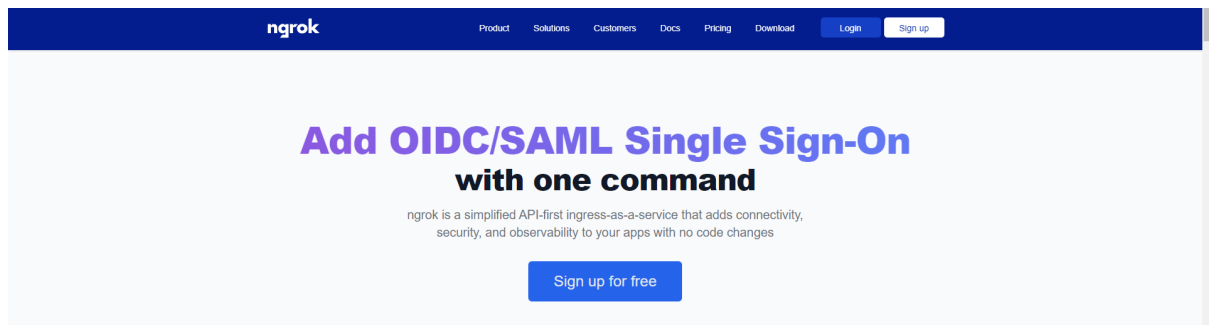 ngrok Product Solutions Customers Docs Pricing Download Login Sign up
Add OIDC/SAML Single Sign-On
with one command
ngrok is a simplified API-first ingress-as-a-service that adds connectivity,
security, and observability to your apps with no code changes
Sign up for free